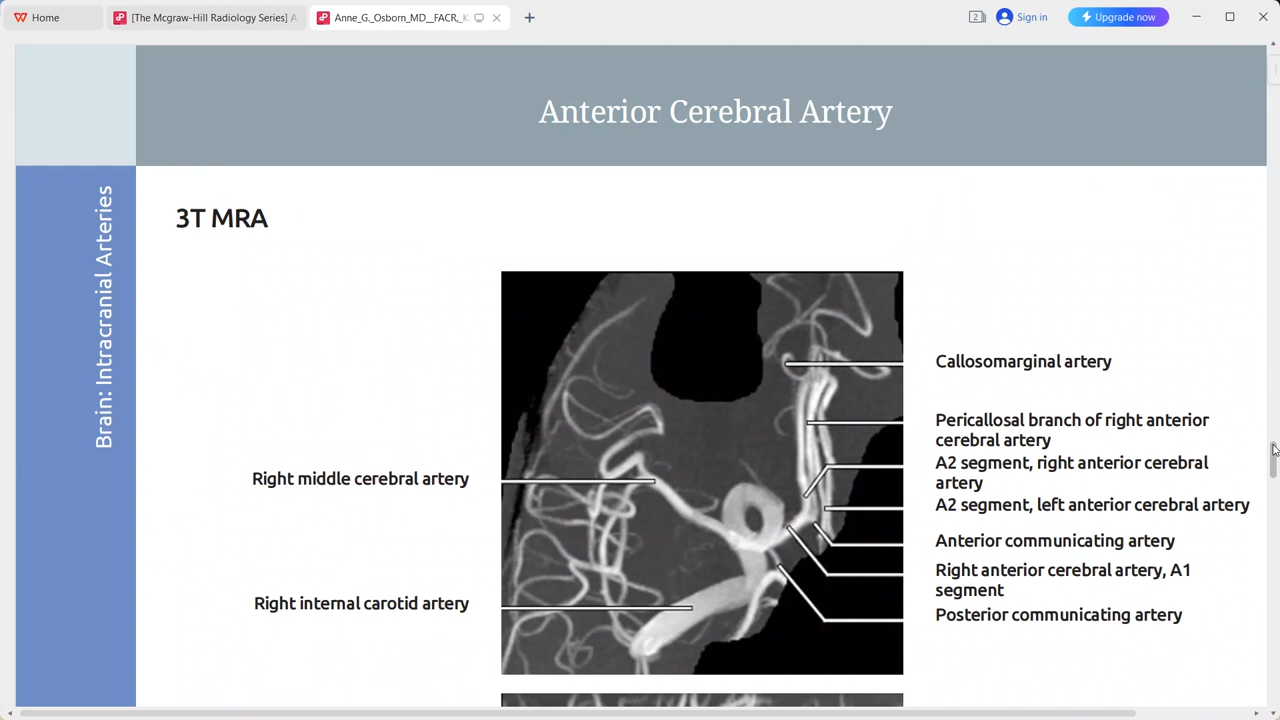 Home
[The Mcgraw-Hill Radiology Series] A
Anne_G._Osborn_MD__FACR,_K
2
Sign in
Upgrade now
Anterior Cerebral Artery
Brain: Intracranial Arteries
3T MRA
Callosomarginal artery
Pericallosal branch of right anterior
cerebral artery
A2 segment, right anterior cerebral
artery
Right middle cerebral artery
A2 segment, left anterior cerebral artery
Anterior communicating artery
Right anterior cerebral artery, A1
segment
Right internal carotid artery
Posterior communicating artery